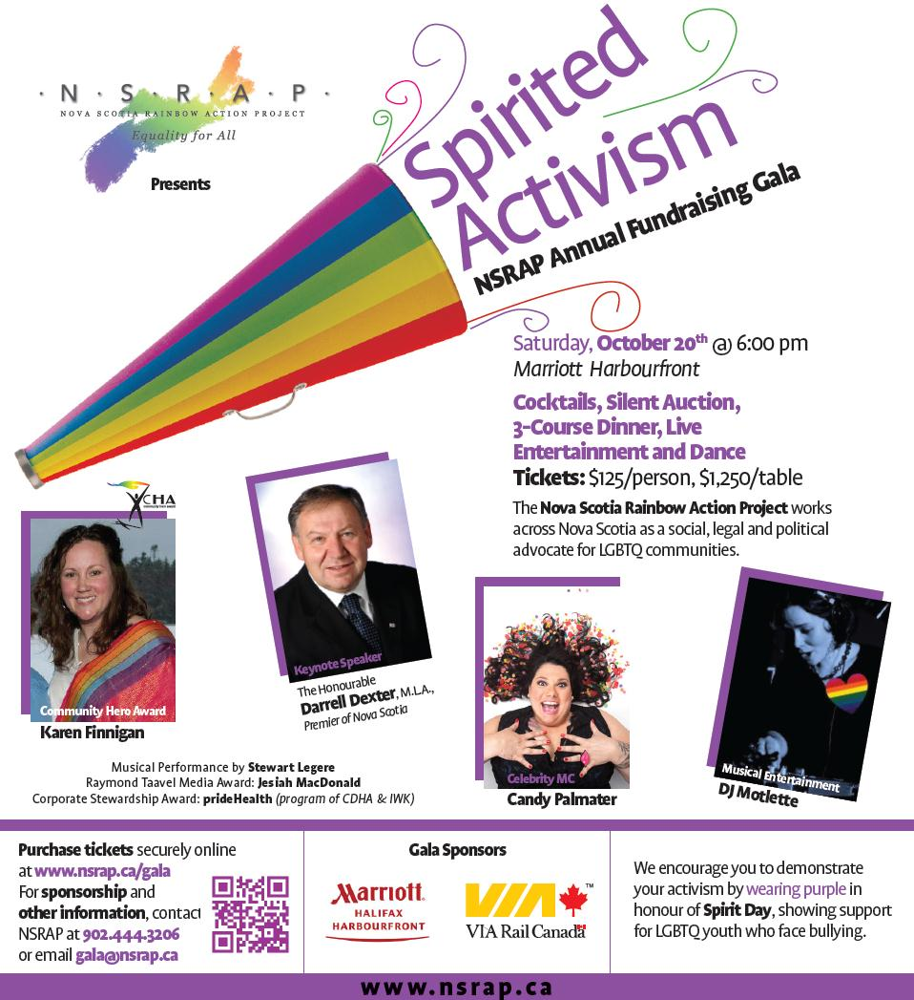 · N · S · R · A · P ·
NOVA SCOTIA RAINBOW ACTION PROJECT
Equality for All
Presents
Spirited
Activism
NSRAP Annual Fundraising Gala
Saturday, October 20th @ 6:00 pm
Marriott Harbourfront
Cocktails, Silent Auction,
3-Course Dinner, Live
Entertainment and Dance
Tickets: $125/person, $1,250/table
The Nova Scotia Rainbow Action Project works
across Nova Scotia as a social, legal and political
advocate for LGBTQ communities.
CHA
Community Hero Award
Karen Finnigan
Keynote Speaker
The Honourable
Darrell Dexter, M.L.A.,
Premier of Nova Scotia
Celebrity MC
Candy Palmater
Musical Entertainment
DJ Motlette
Musical Performance by Stewart Legere
Raymond Taavel Media Award: Jesiah MacDonald
Corporate Stewardship Award: prideHealth (program of CDHA & IWK)
Purchase tickets securely online
at www.nsrap.ca/gala
For sponsorship and
other information, contact
NSRAP at 902.444.3206
or email gala@nsrap.ca
Gala Sponsors
Marriott
HALIFAX
HARBOURFRONT
VIA TM
VIA Rail Canada
We encourage you to demonstrate
your activism by wearing purple in
honour of Spirit Day, showing support
for LGBTQ youth who face bullying.
www.nsrap.ca